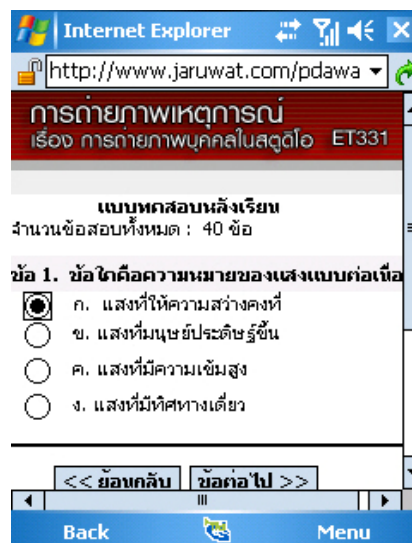 Internet Explorer
http://www.jaruwat.com/pdawa
การถ่ายภาพเหตุการณ์
เรื่อง การถ่ายภาพบุคคลในสตูดิโอ ET331
แบบทดสอบหลังเรียน
จำนวนข้อสอบทั้งหมด : 40 ข้อ
ข้อ 1. ข้อใดคือความหมายของแสงแบบต่อเนื่อ
ก. แสงที่ให้ความสว่างคงที่
ข. แสงที่มนุษย์ประดิษฐ์ขึ้น
ค. แสงที่มีความเข้มสูง
ง. แสงที่มีทิศทางเดียว
<< ย้อนกลับ ข้อต่อไป >>
Back Menu